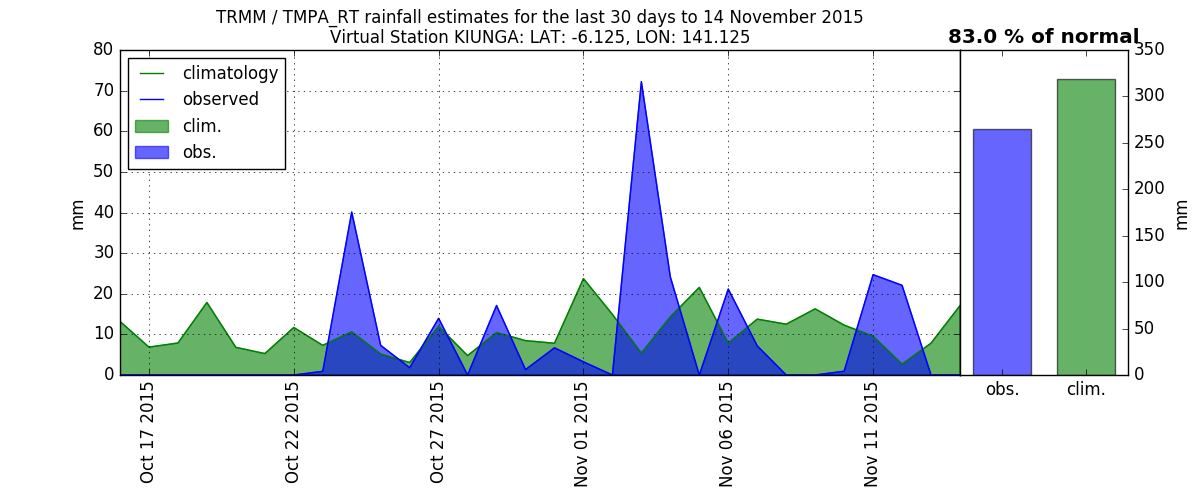 TRMM / TMPA_RT rainfall estimates for the last 30 days to 14 November 2015
Virtual Station KIUNGA: LAT: -6.125, LON: 141.125
83.0 % of normal
climatology
observed
clim.
obs.
80
70
60
50
40
30
20
10
0
mm
Oct 17 2015
Oct 22 2015
Oct 27 2015
Nov 01 2015
Nov 06 2015
Nov 11 2015
350
300
250
200
150
100
50
0
mm
obs.
clim.